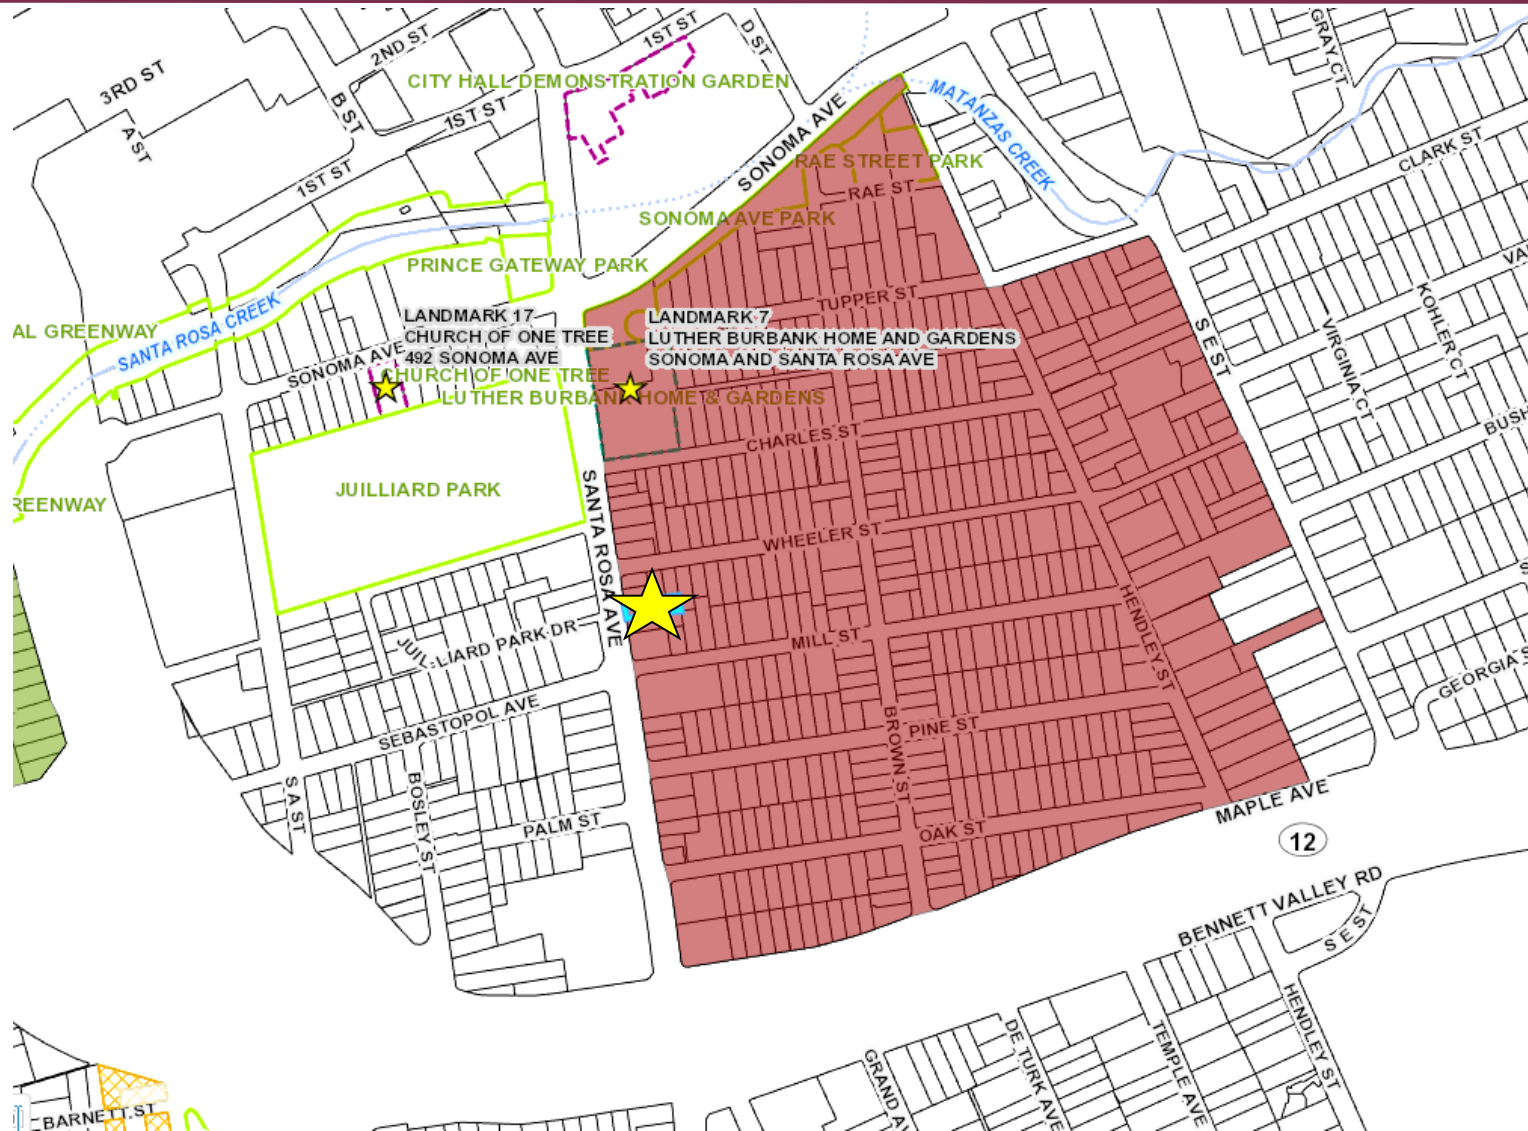 1ST ST
D ST
GRAY CT
2ND ST
3RD ST
CITY HALL DEMONSTRATION GARDEN
B ST
1ST ST
A ST
MATANZAS CREEK
SONOMA AVE
CLARK ST
RAE STREET PARK
1ST ST
RAE ST
SONOMA AVE PARK
PRINCE GATEWAY PARK
TUPPER ST
KOHLER CT
LANDMARK 17
CHURCH OF ONE TREE
492 SONOMA AVE
LANDMARK 7
LUTHER BURBANK HOME AND GARDENS
SONOMA AND SANTA ROSA AVE
AL GREENWAY
SANTA ROSA CREEK
SONOMA AVE
S E ST
VIRGINIA CT
CHURCH OF ONE TREE
LUTHER BURBANK HOME & GARDENS
BUSH
CHARLES ST
JUILLIARD PARK
REENWAY
SANTA ROSA AVE
WHEELER ST
HENDLEY ST
MILL ST
JUILLIARD PARK DR
GEORGIA S
SEBASTOPOL AVE
PINE ST
BROWN ST
S A ST
BOSLEY ST
PALM ST
OAK ST
MAPLE AVE
12
BENNETT VALLEY RD
S E ST
HENDLEY ST
DE TURK AVE
TEMPLE AVE
GRAND A
BARNETT ST